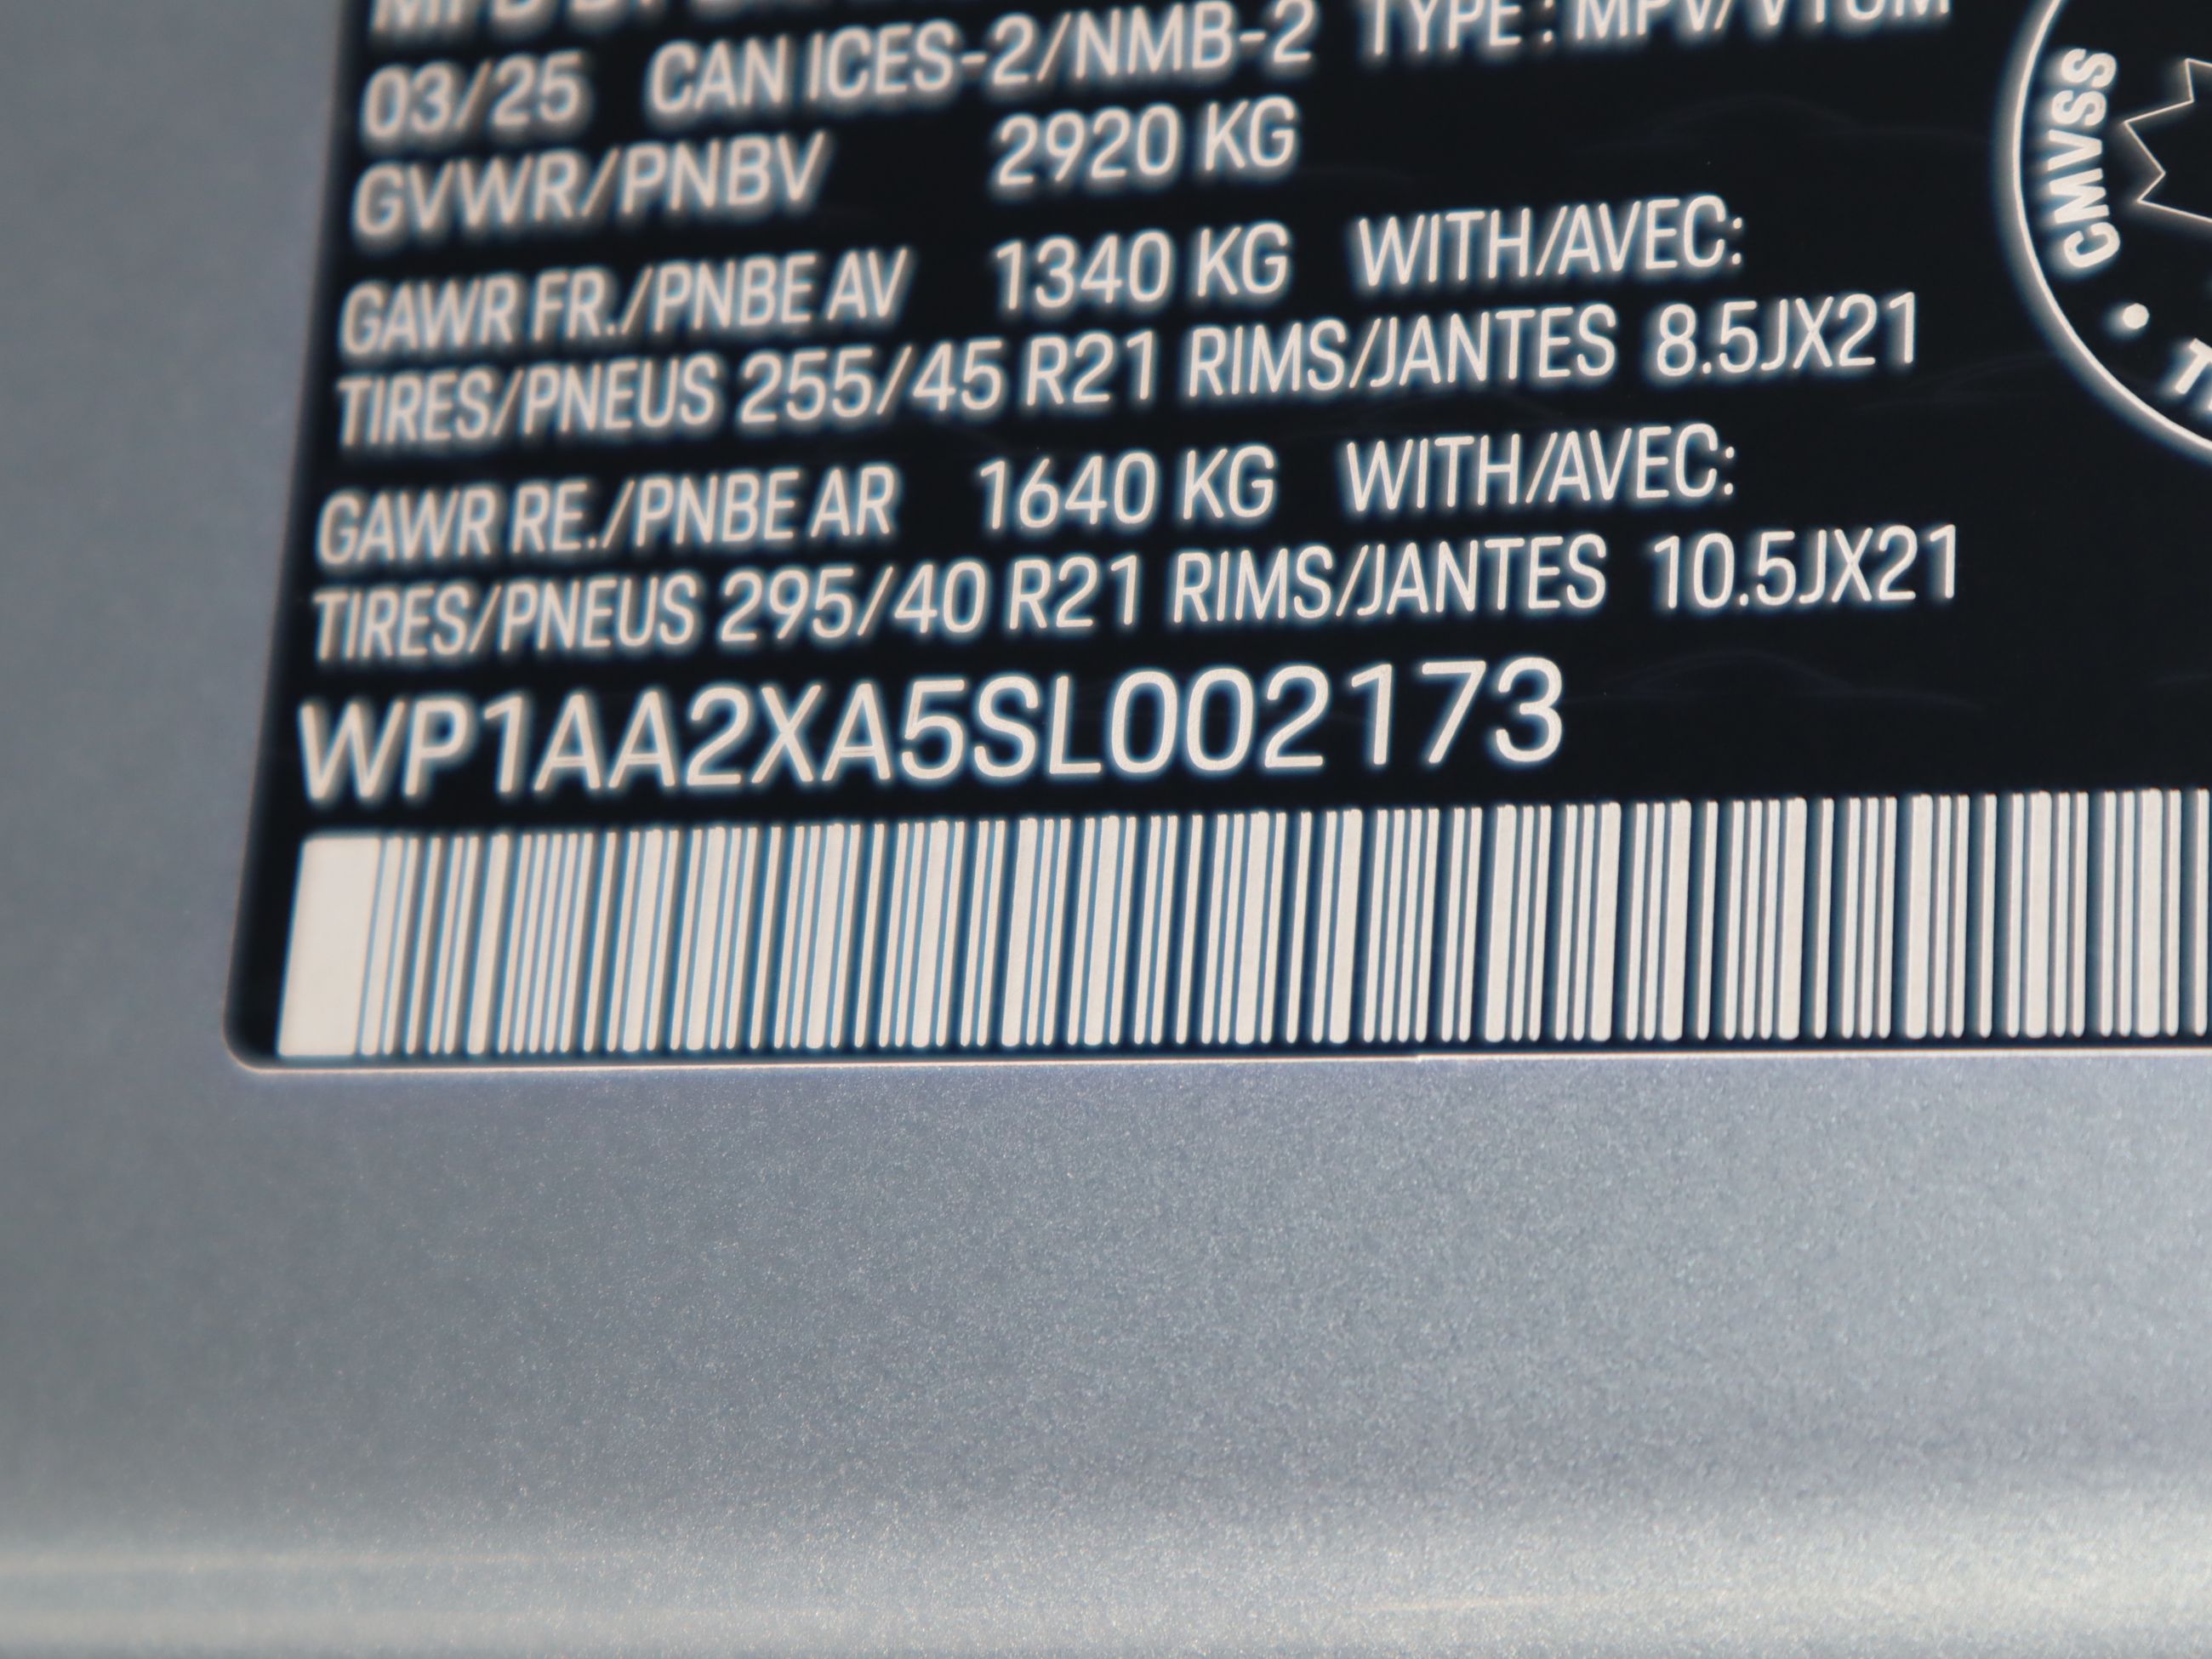 03/25 CAN ICES-2/NMB-2 TYPE : MPV/VTUM
GVWR/PNBV 2920 KG
GAWR FR./PNBE AV 1340 KG WITH/AVEC:
TIRES/PNEUS 255/45 R21 RIMS/JANTES 8.5JX21
GAWR RE./PNBE AR 1640 KG WITH/AVEC:
TIRES/PNEUS 295/40 R21 RIMS/JANTES 10.5JX21
WP1AA2XA5SL002173
CMVSS